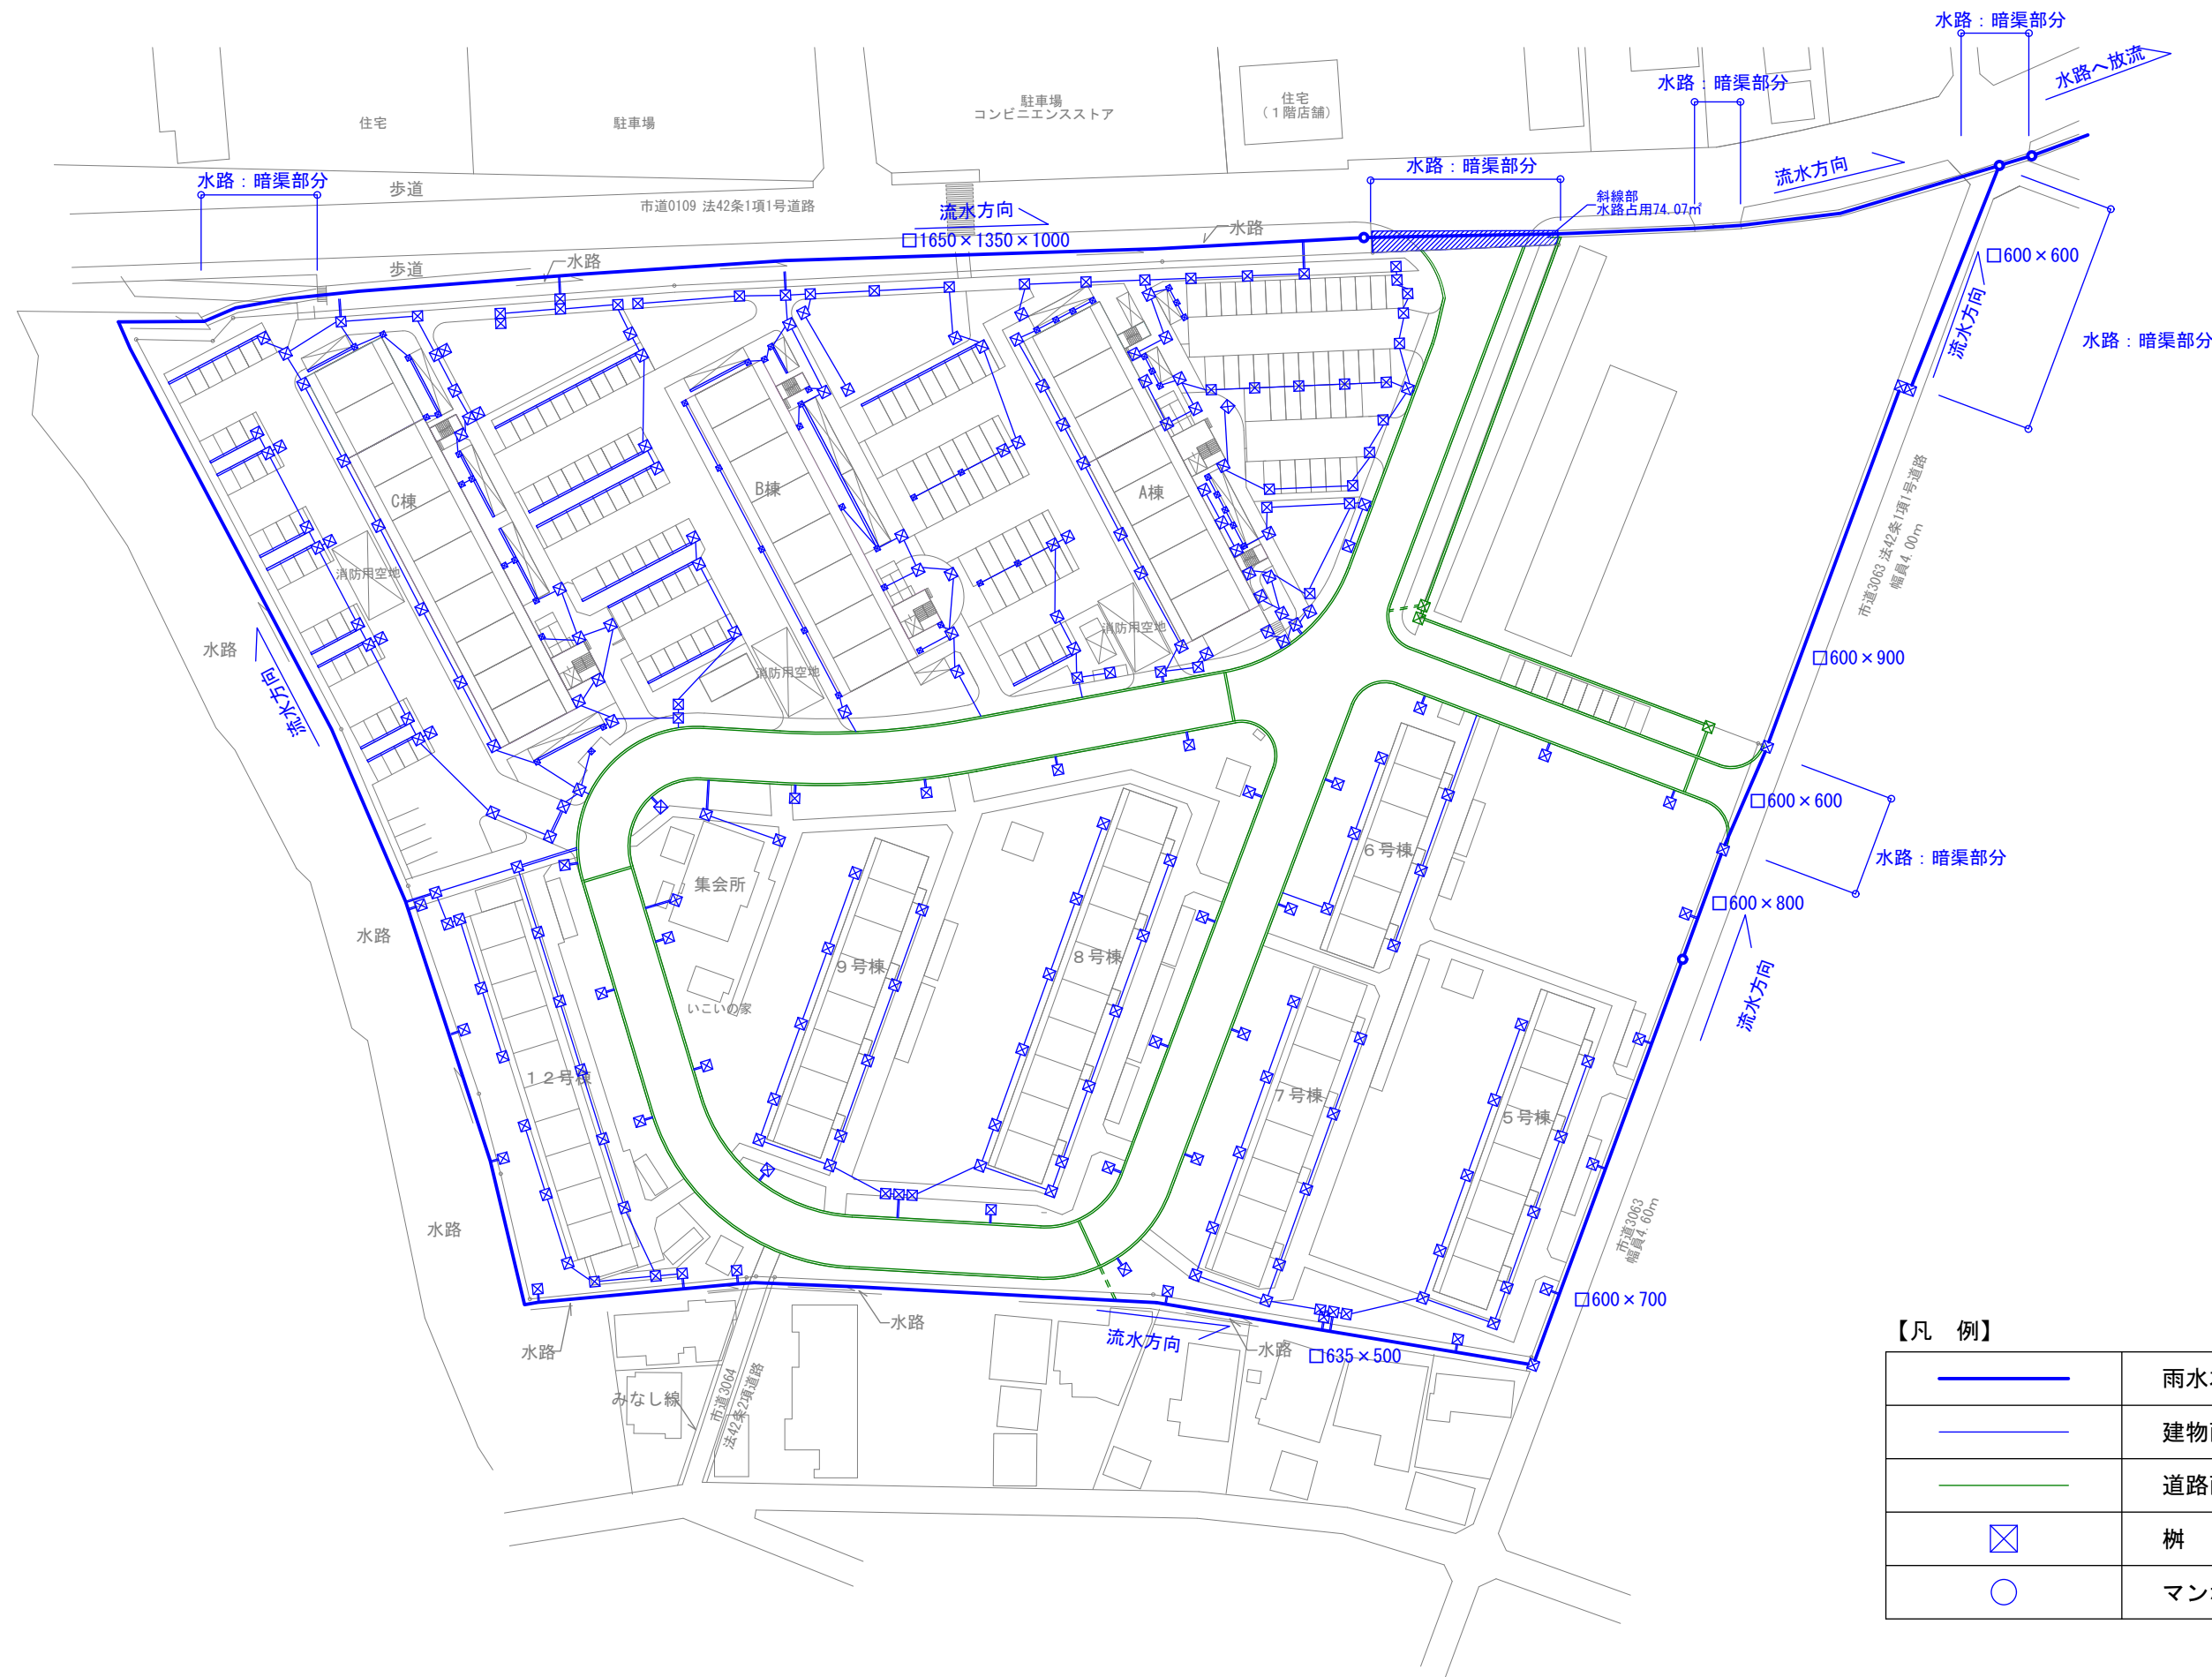 水路：暗渠部分
水路へ放流
水路：暗渠部分
住宅
（１階店舗）
駐車場
コンビニエンスストア
住宅
駐車場
水路：暗渠部分
流水方向
水路：暗渠部分
歩道
斜線部
水路占用74.07㎡
市道0109 法42条1項1号道路
流水方向
水路
□1650×1350×1000
□600×600
水路
歩道
流水方向
水路：暗渠部分
C棟
B棟
A棟
市道3063 法42条1項1号道路
幅員4.00m
消防用空地
消防用空地
水路
□600×900
消防用空地
流水方向
□600×600
６号棟
水路：暗渠部分
集会所
□600×800
水路
８号棟
９号棟
流水方向
いこいの家
１２号棟
７号棟
５号棟
水路
市道3063
幅員4.60m
□600×700
水路
流水方向
水路
水路
□635×500
市道3064
法42条2項道路
みなし線
【凡　例】
雨水
建物
道路
桝
マン